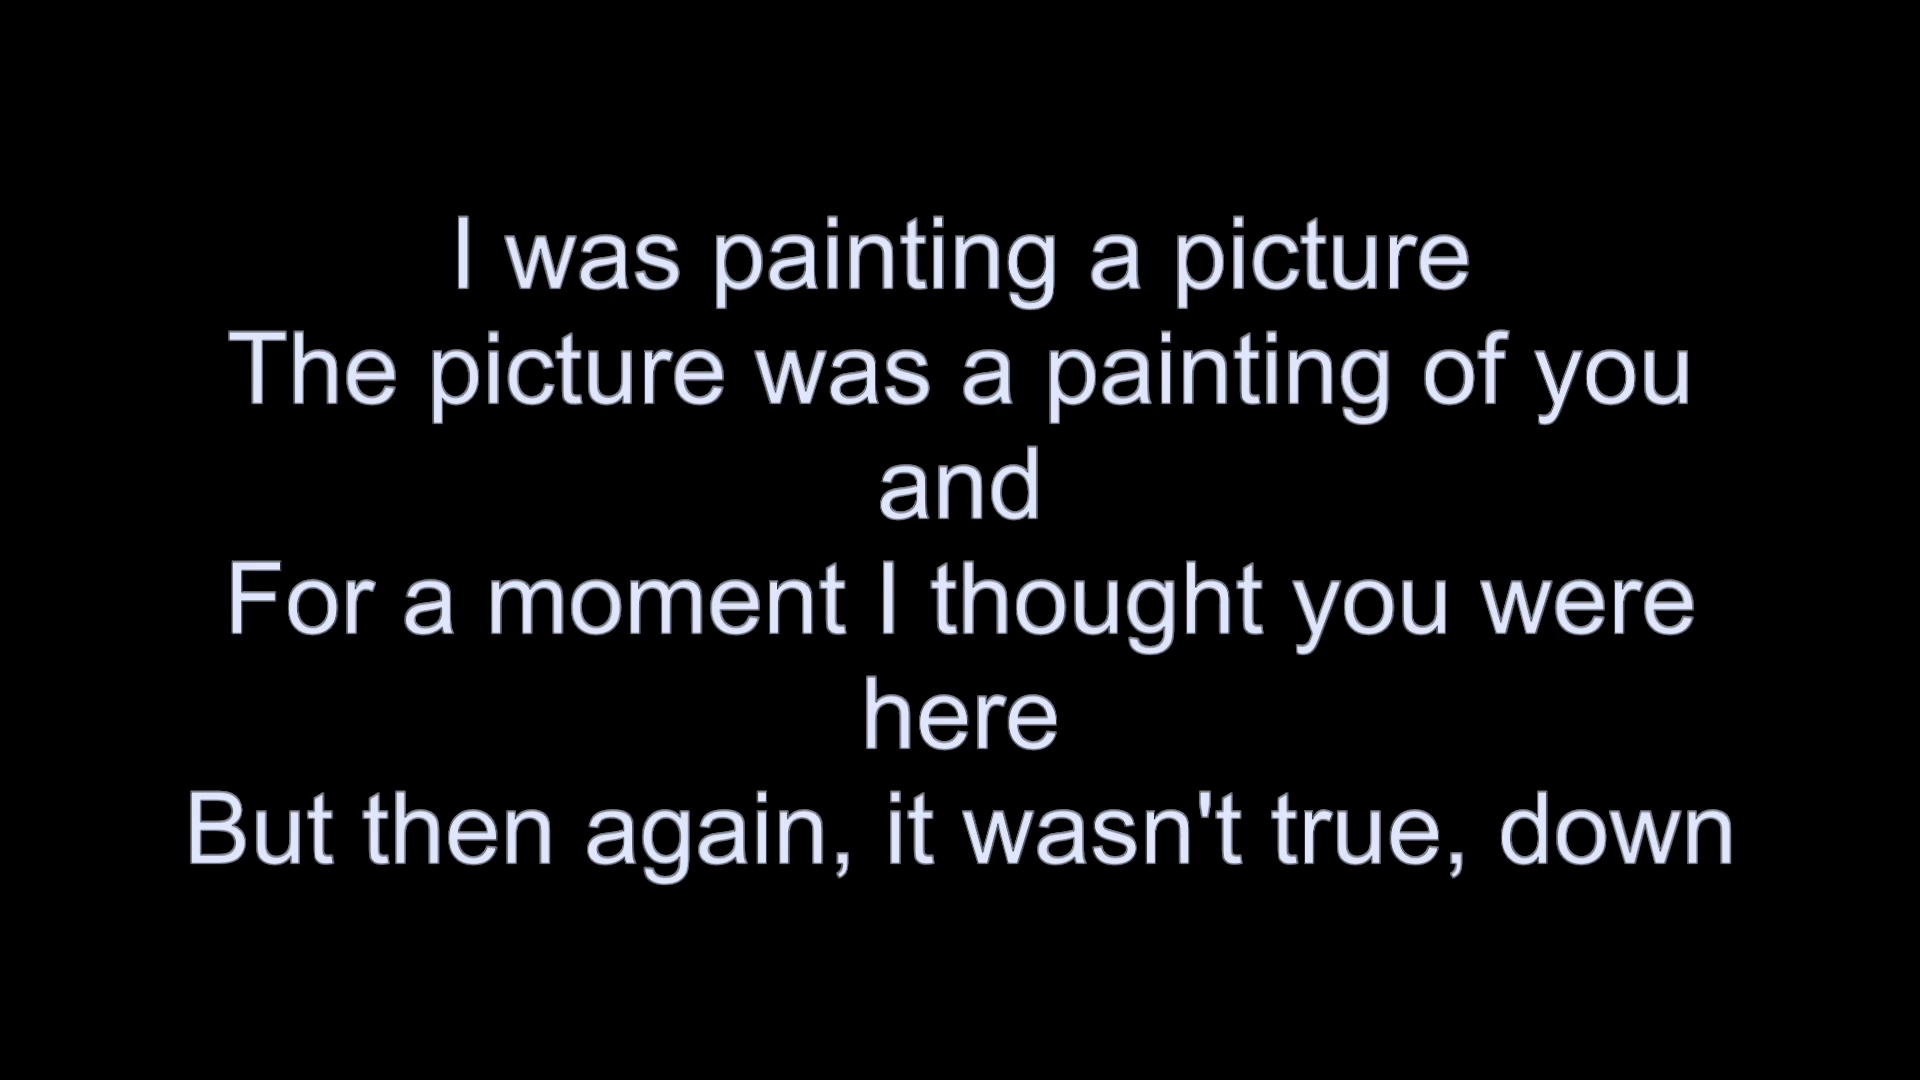 I was painting a picture
The picture was a painting of you
and
For a moment I thought you were
here
But then again, it wasn't true, down